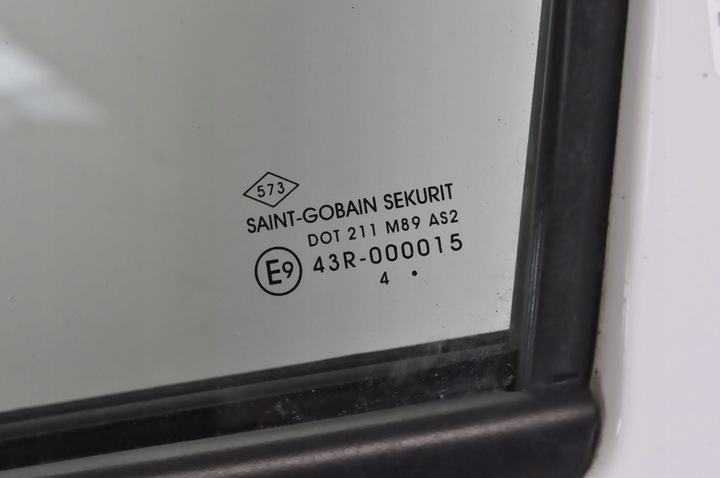 573
SAINT-GOBAIN SEKURIT
DOT 211 M89 AS2
E9 43R-000015
4 •